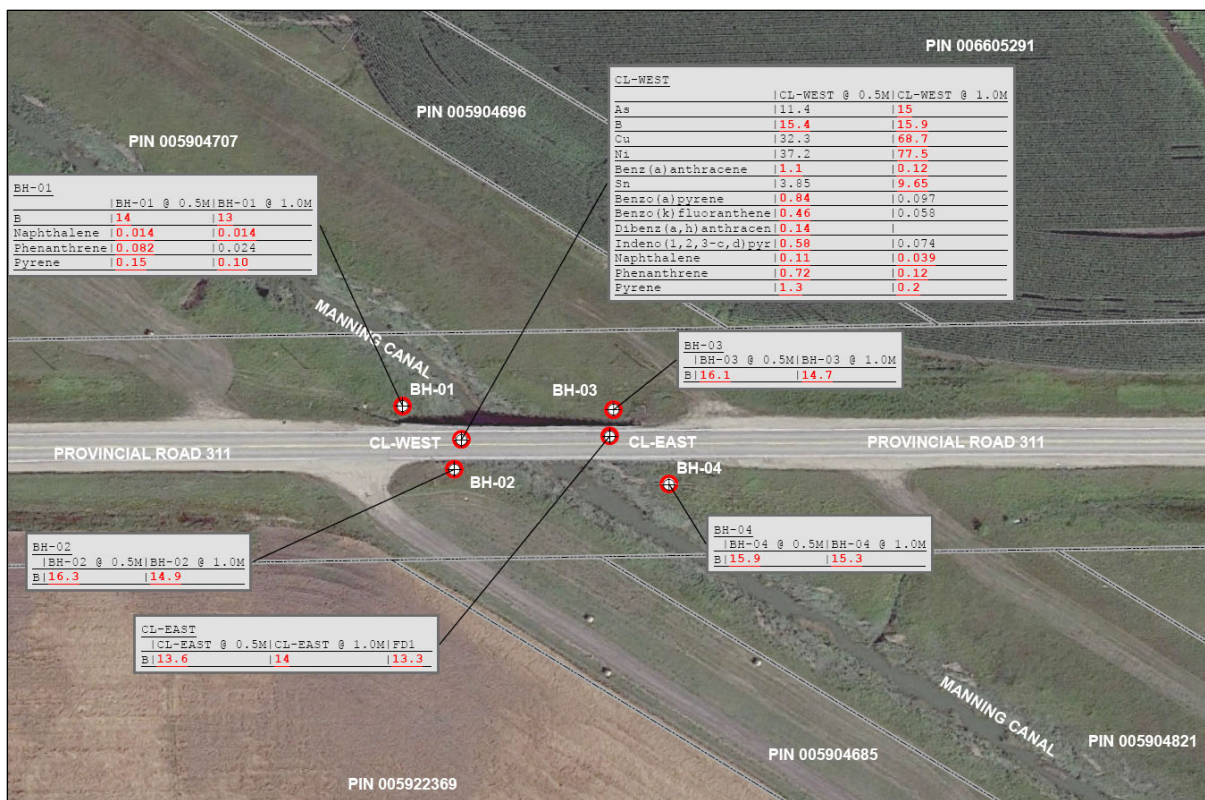 PIN 006605291
PIN 005904696
PIN 005904707
CL-WEST
|CL-WEST @ 0.5M|CL-WEST @ 1.0M
As |11.4 |15
B |15.4 |15.9
Cu |32.3 |68.7
Ni |37.2 |77.5
Benz(a)anthracene |1.1 |0.12
Sn |3.85 |9.65
Benzo(a)pyrene |0.84 |0.097
Benzo(k)fluoranthene|0.46 |0.058
Dibenz(a,h)anthracen|0.14 |
Indeno(1,2,3-c,d)pyr|0.58 |0.074
Naphthalene |0.11 |0.039
Phenanthrene |0.72 |0.12
Pyrene |1.3 |0.2
BH-01
|BH-01 @ 0.5M|BH-01 @ 1.0M
B |14 |13
Naphthalene |0.014 |0.014
Phenanthrene|0.082 |0.024
Pyrene |0.15 |0.10
MANNING CANAL
BH-03
|BH-03 @ 0.5M|BH-03 @ 1.0M
B|16.1 |14.7
BH-01
BH-03
CL-WEST
CL-EAST
PROVINCIAL ROAD 311
PROVINCIAL ROAD 311
BH-02
BH-04
BH-02
|BH-02 @ 0.5M|BH-02 @ 1.0M
B|16.3 |14.9
BH-04
|BH-04 @ 0.5M|BH-04 @ 1.0M
B|15.9 |15.3
CL-EAST
|CL-EAST @ 0.5M|CL-EAST @ 1.0M|FD1
B|13.6 |14 |13.3
MANNING CANAL
PIN 005904821
PIN 005904685
PIN 005922369